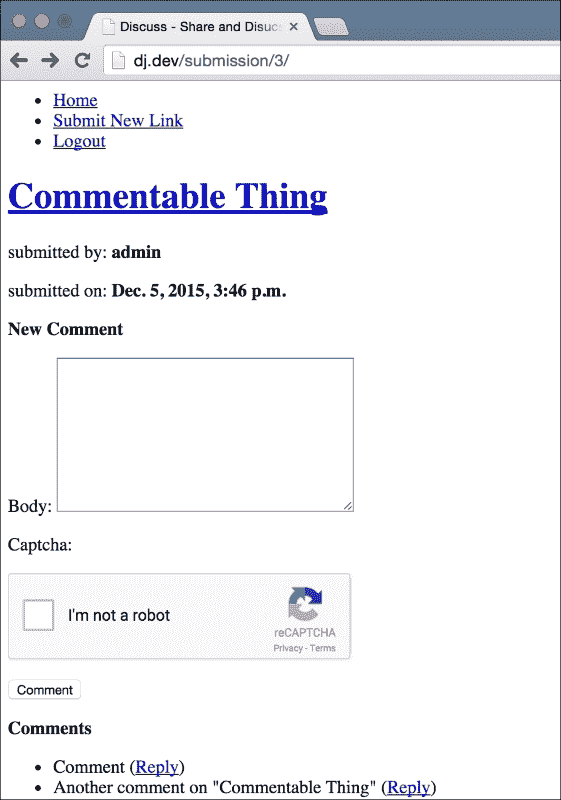 Discuss - Share and Disuc
dj.dev/submission/3/
Home
Submit New Link
Logout
Commentable Thing
submitted by: admin
submitted on: Dec. 5, 2015, 3:46 p.m.
New Comment
Body:
Captcha:
I'm not a robot
reCAPTCHA
Privacy - Terms
Comment
Comments
Comment (Reply)
Another comment on "Commentable Thing" (Reply)